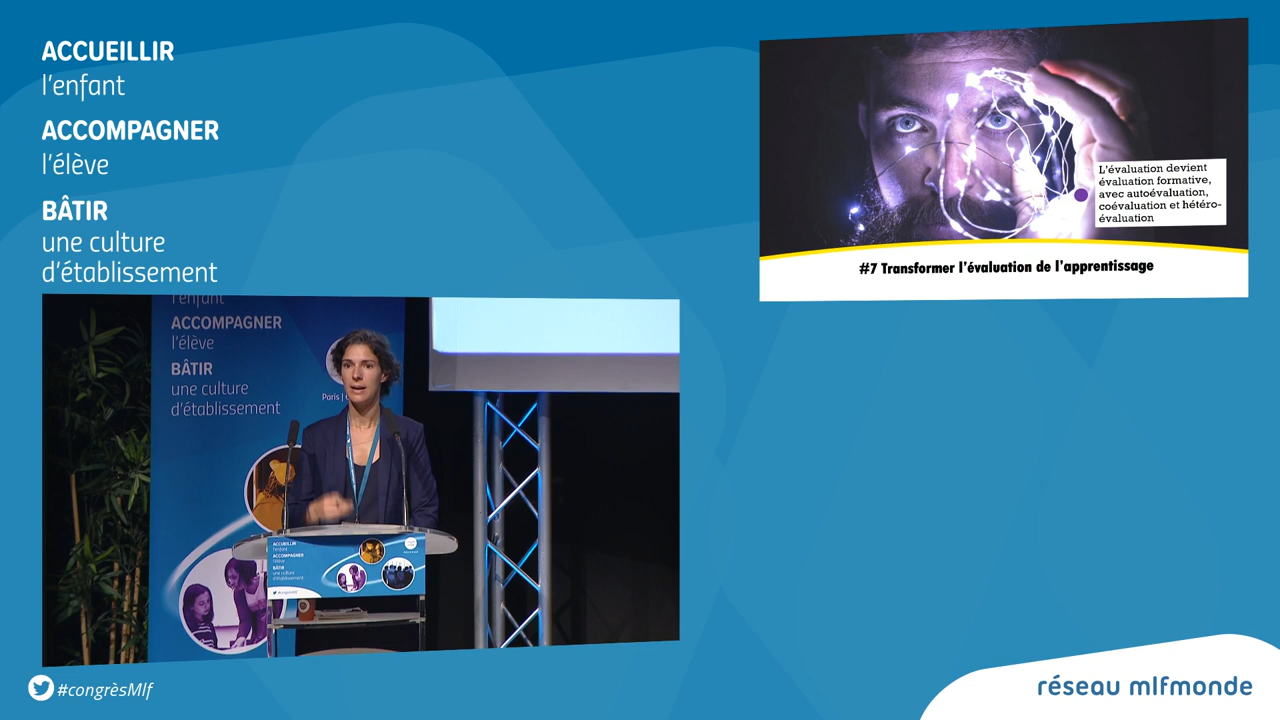 ACCUEILLIR
l'enfant
ACCOMPAGNER
l'élève
BÂTIR
une culture
d'établissement
L'évaluation devient
évaluation formative,
avec autoévaluation,
coévaluation et hétéro-
évaluation
#7 Transformer l'évaluation de l'apprentissage
l'enfant
ACCOMPAGNER
l'élève
BÂTIR
une culture
d'établissement
Paris |
ACCUEILLIR
l'enfant
ACCOMPAGNER
l'élève
BÂTIR
une culture
d'établissement
#congrèsMlf
#congrèsMlf
réseau mlfmonde